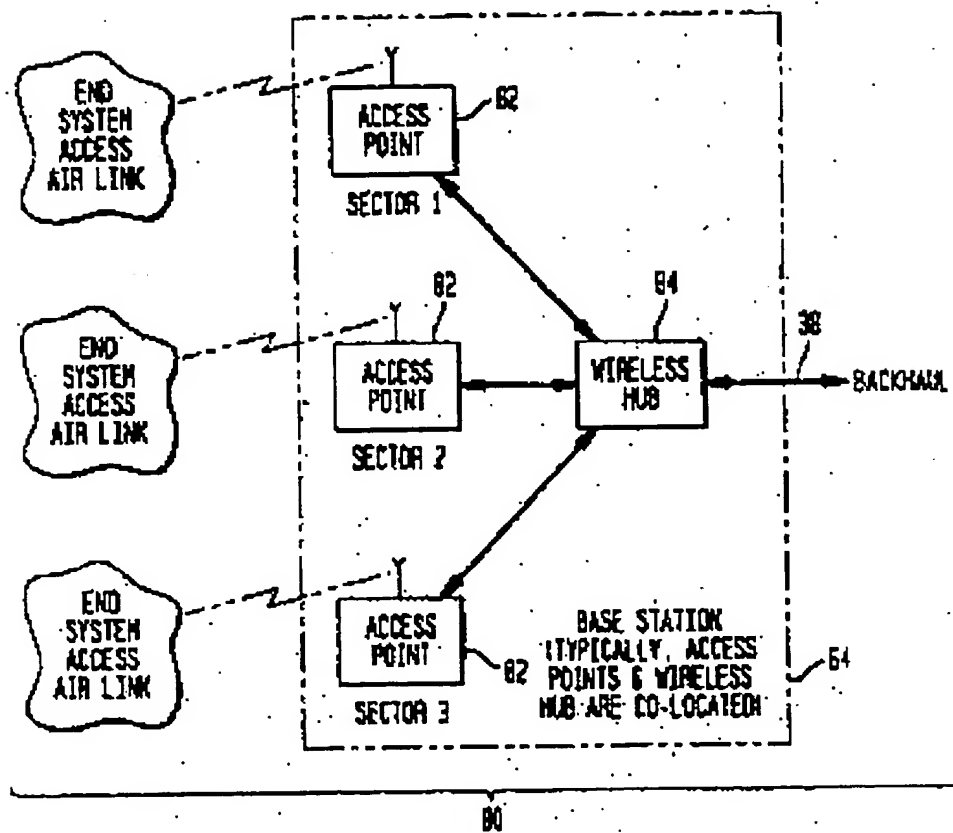 END
SYSTEM
ACCESS
AIR LINK
ACCESS
POINT
82
SECTOR 1
END
SYSTEM
ACCESS
AIR LINK
ACCESS
POINT
82
SECTOR 2
WIRELESS
HUB
84
38
BACKHAUL
END
SYSTEM
ACCESS
AIR LINK
ACCESS
POINT
82
SECTOR 3
BASE STATION
(TYPICALLY, ACCESS
POINTS & WIRELESS
HUB ARE CO-LOCATED)
64
80